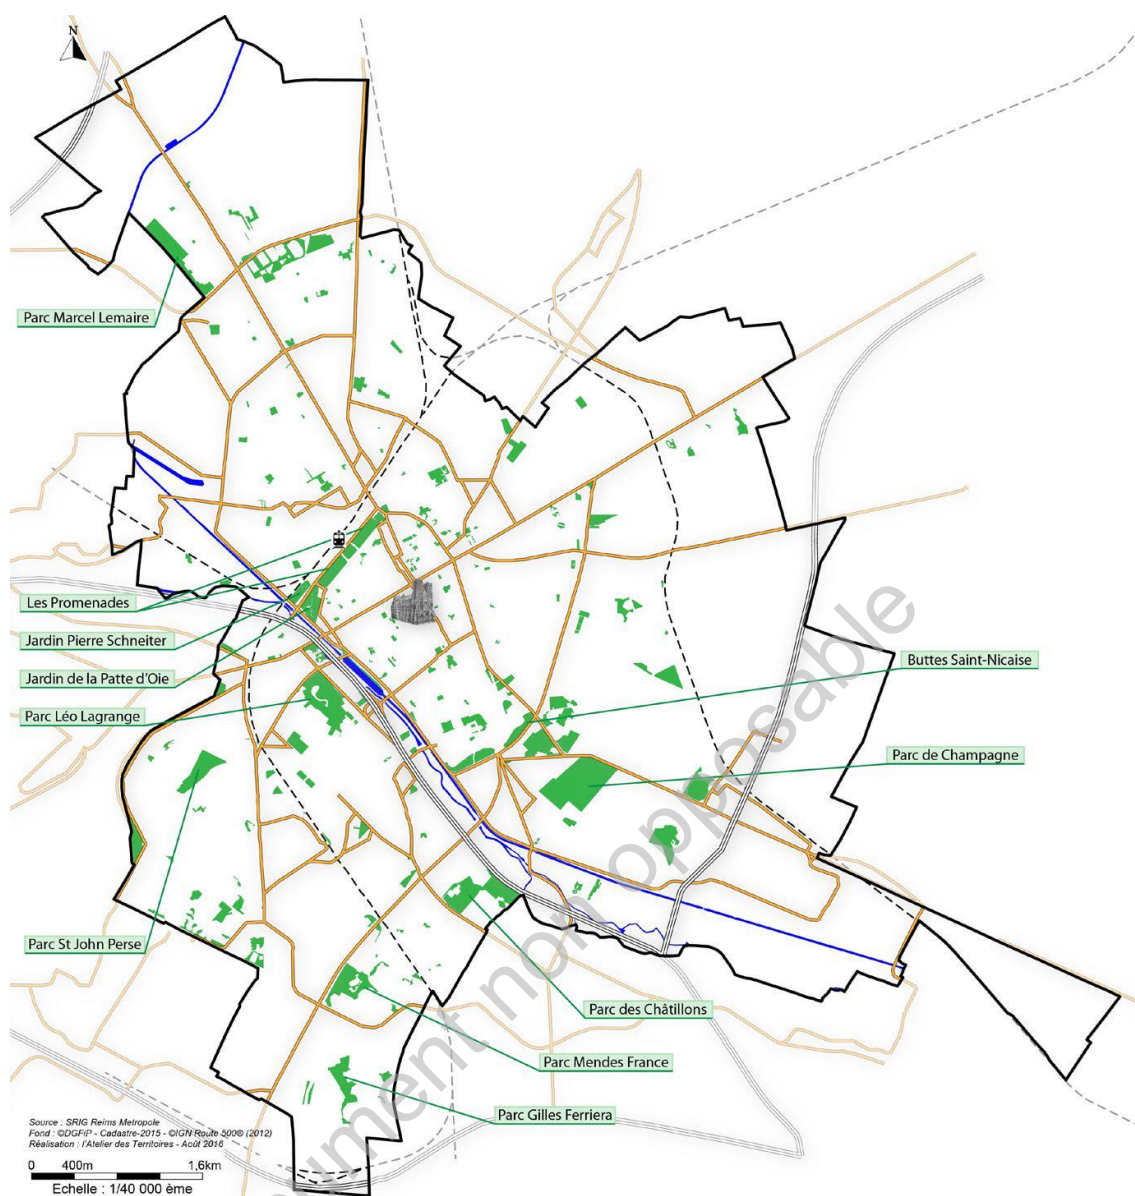 N
Parc Marcel Lemaire
Les Promenades
Jardin Pierre Schneiter
Jardin de la Patte d'Oie
Parc Léo Lagrange
Buttes Saint-Nicaise
Parc de Champagne
Parc St John Perse
Parc des Châtillons
Parc Mendes France
Parc Gilles Ferriera
ument non opposable
Source : SRIG Reims Metropole
Fond : ©DGFiP - Cadastre-2015 - ©IGN Route 500® (2012)
Réalisation : l'Atelier des Territoires - Août 2016
0 400m 1,6km
Echelle : 1/40 000 ème